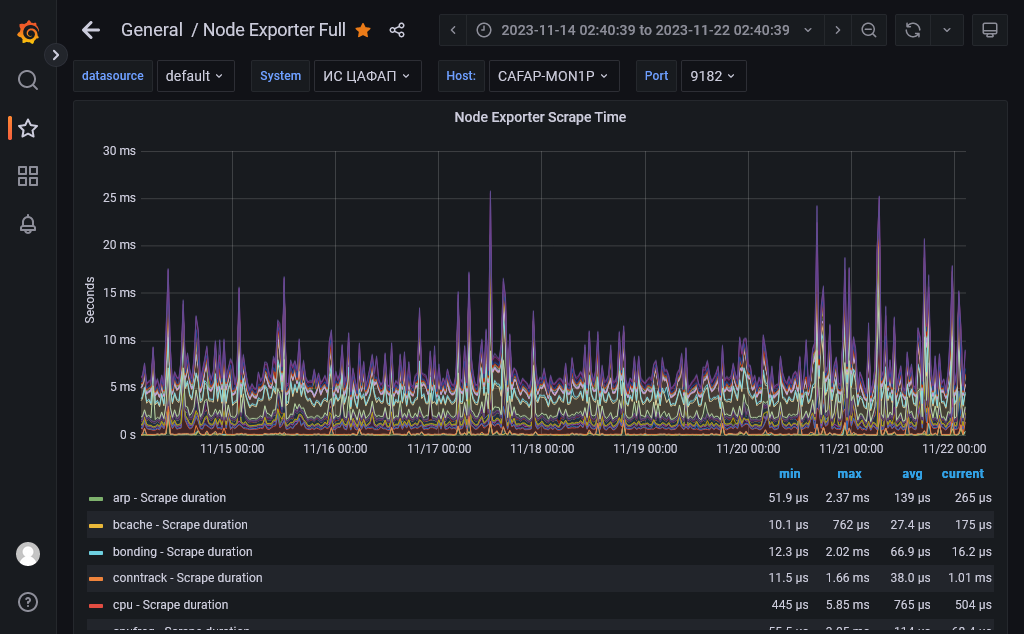 General / Node Exporter Full
2023-11-14 02:40:39 to 2023-11-22 02:40:39
datasource default System ИС ЦАФАП Host: CAFAP-MON1P Port 9182
Node Exporter Scrape Time
30 ms
25 ms
20 ms
15 ms
10 ms
5 ms
0 s
Seconds
11/15 00:00 11/16 00:00 11/17 00:00 11/18 00:00 11/19 00:00 11/20 00:00 11/21 00:00 11/22 00:00
min max avg current
arp - Scrape duration 51.9 µs 2.37 ms 139 µs 265 µs
bcache - Scrape duration 10.1 µs 762 µs 27.4 µs 175 µs
bonding - Scrape duration 12.3 µs 2.02 ms 66.9 µs 16.2 µs
conntrack - Scrape duration 11.5 µs 1.66 ms 38.0 µs 1.01 ms
cpu - Scrape duration 445 µs 5.85 ms 765 µs 504 µs